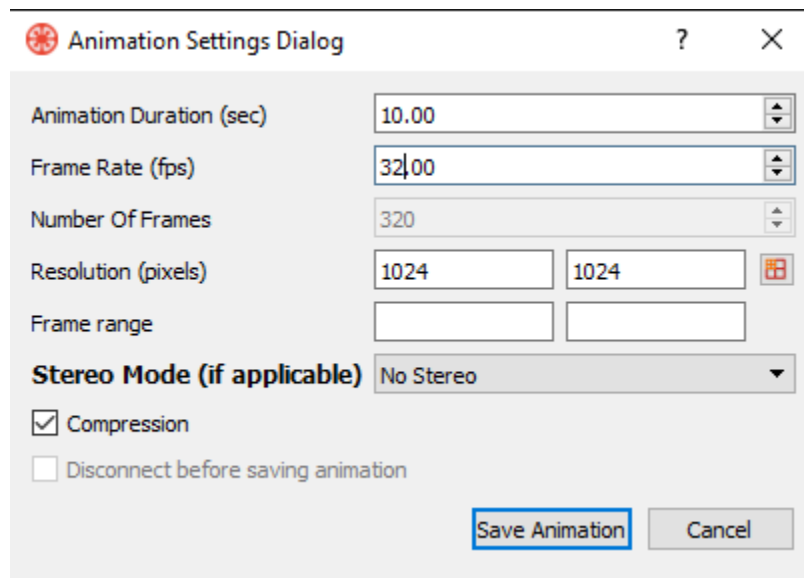 Animation Settings Dialog ?
Animation Duration (sec) 10.00
Frame Rate (fps) 32.00
Number Of Frames 320
Resolution (pixels) 1024 1024
Frame range
Stereo Mode (if applicable) No Stereo
Compression
Disconnect before saving animation
Save Animation Cancel